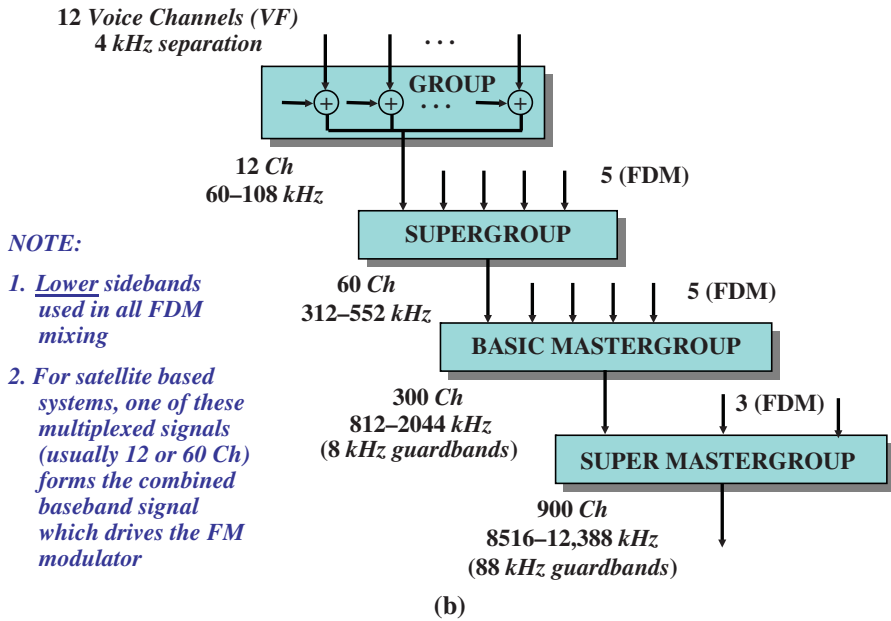 12 Voice Channels (VF)
4 kHz separation
. . .
GROUP
+ + . . . +
12 Ch
60–108 kHz
5 (FDM)
SUPERGROUP
NOTE:
1. Lower sidebands
used in all FDM
mixing
2. For satellite based
systems, one of these
multiplexed signals
(usually 12 or 60 Ch)
forms the combined
baseband signal
which drives the FM
modulator
60 Ch
312–552 kHz
5 (FDM)
BASIC MASTERGROUP
300 Ch
812–2044 kHz
(8 kHz guardbands)
3 (FDM)
SUPER MASTERGROUP
900 Ch
8516–12,388 kHz
(88 kHz guardbands)
(b)